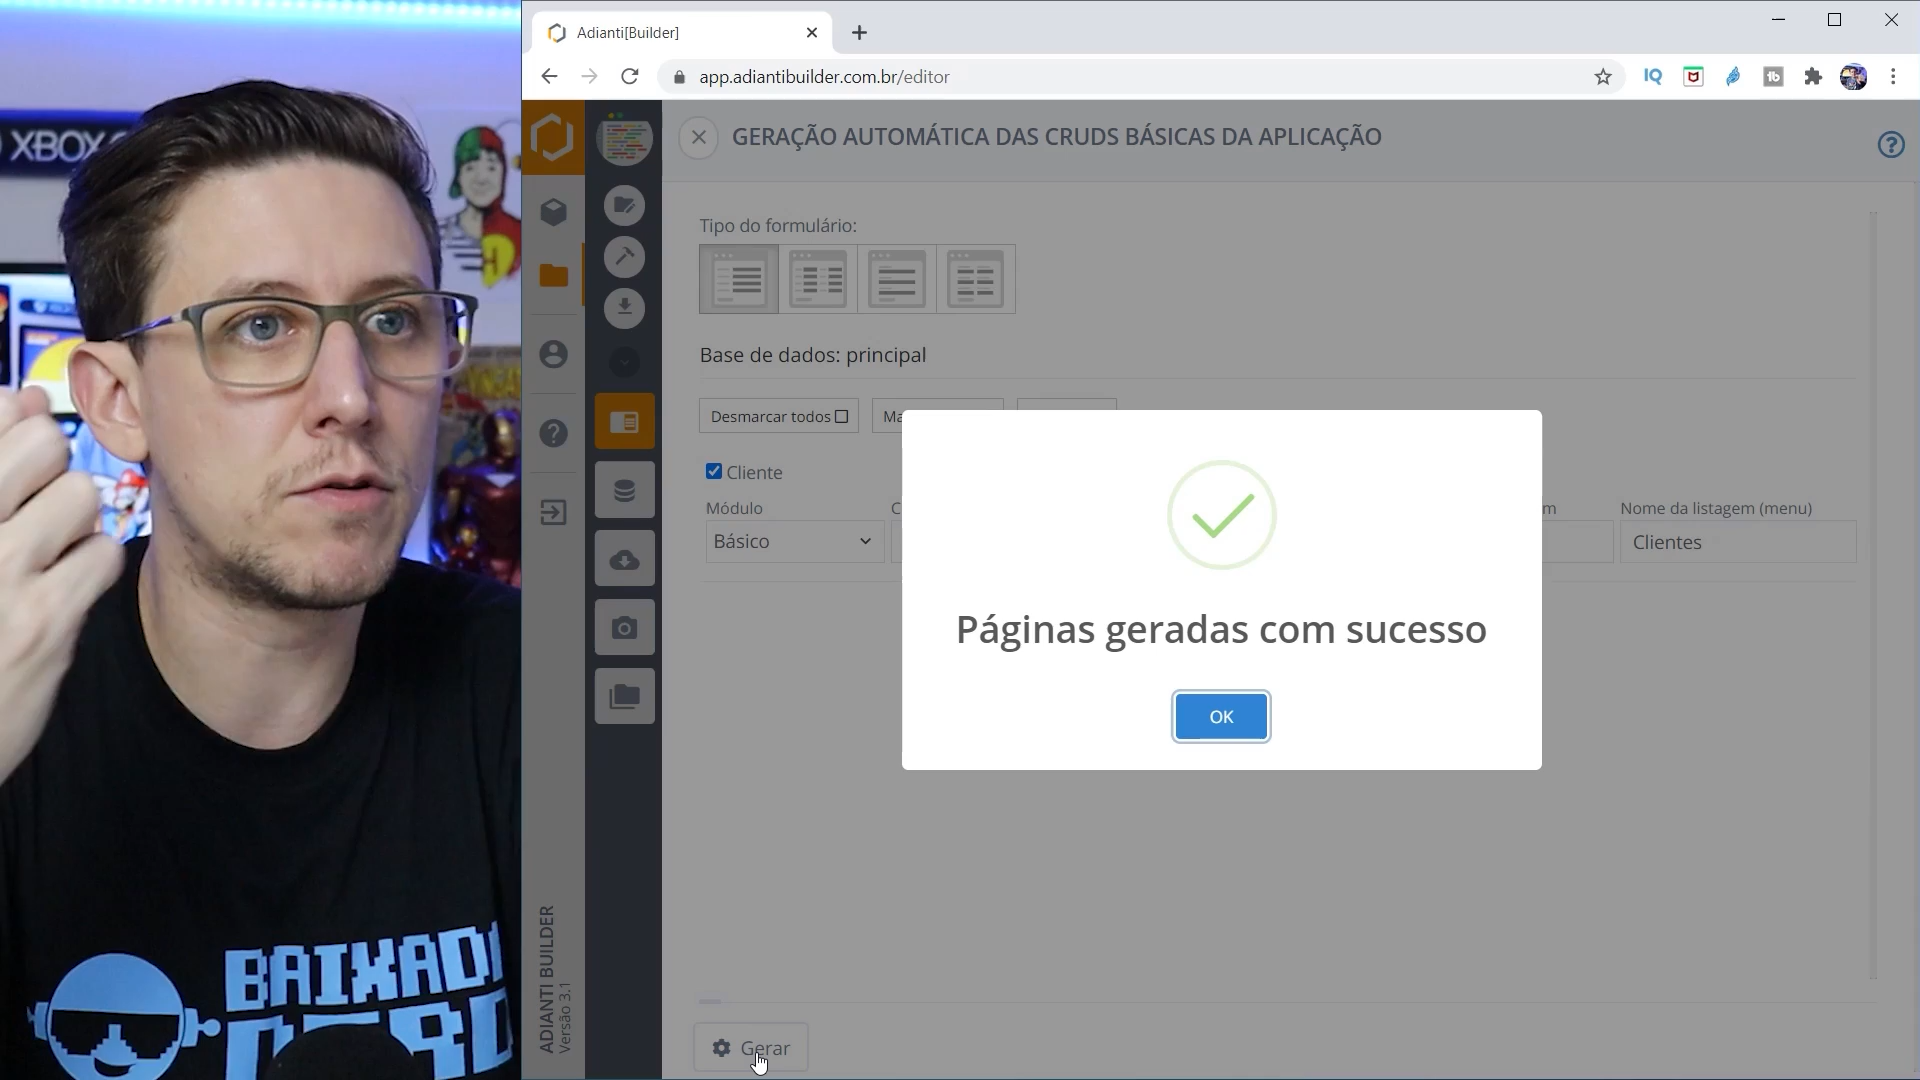 Adianti[Builder]
app.adiantibuilder.com.br/editor
XBOX
GERAÇÃO AUTOMÁTICA DAS CRUDS BÁSICAS DA APLICAÇÃO
Tipo do formulário:
Base de dados: principal
Desmarcar todos
Cliente
Módulo
Nome da listagem (menu)
Básico
Clientes
Páginas geradas com sucesso
OK
Gerar
ADIANTI BUILDER
Versão 3.1
BAIXADA
NERD